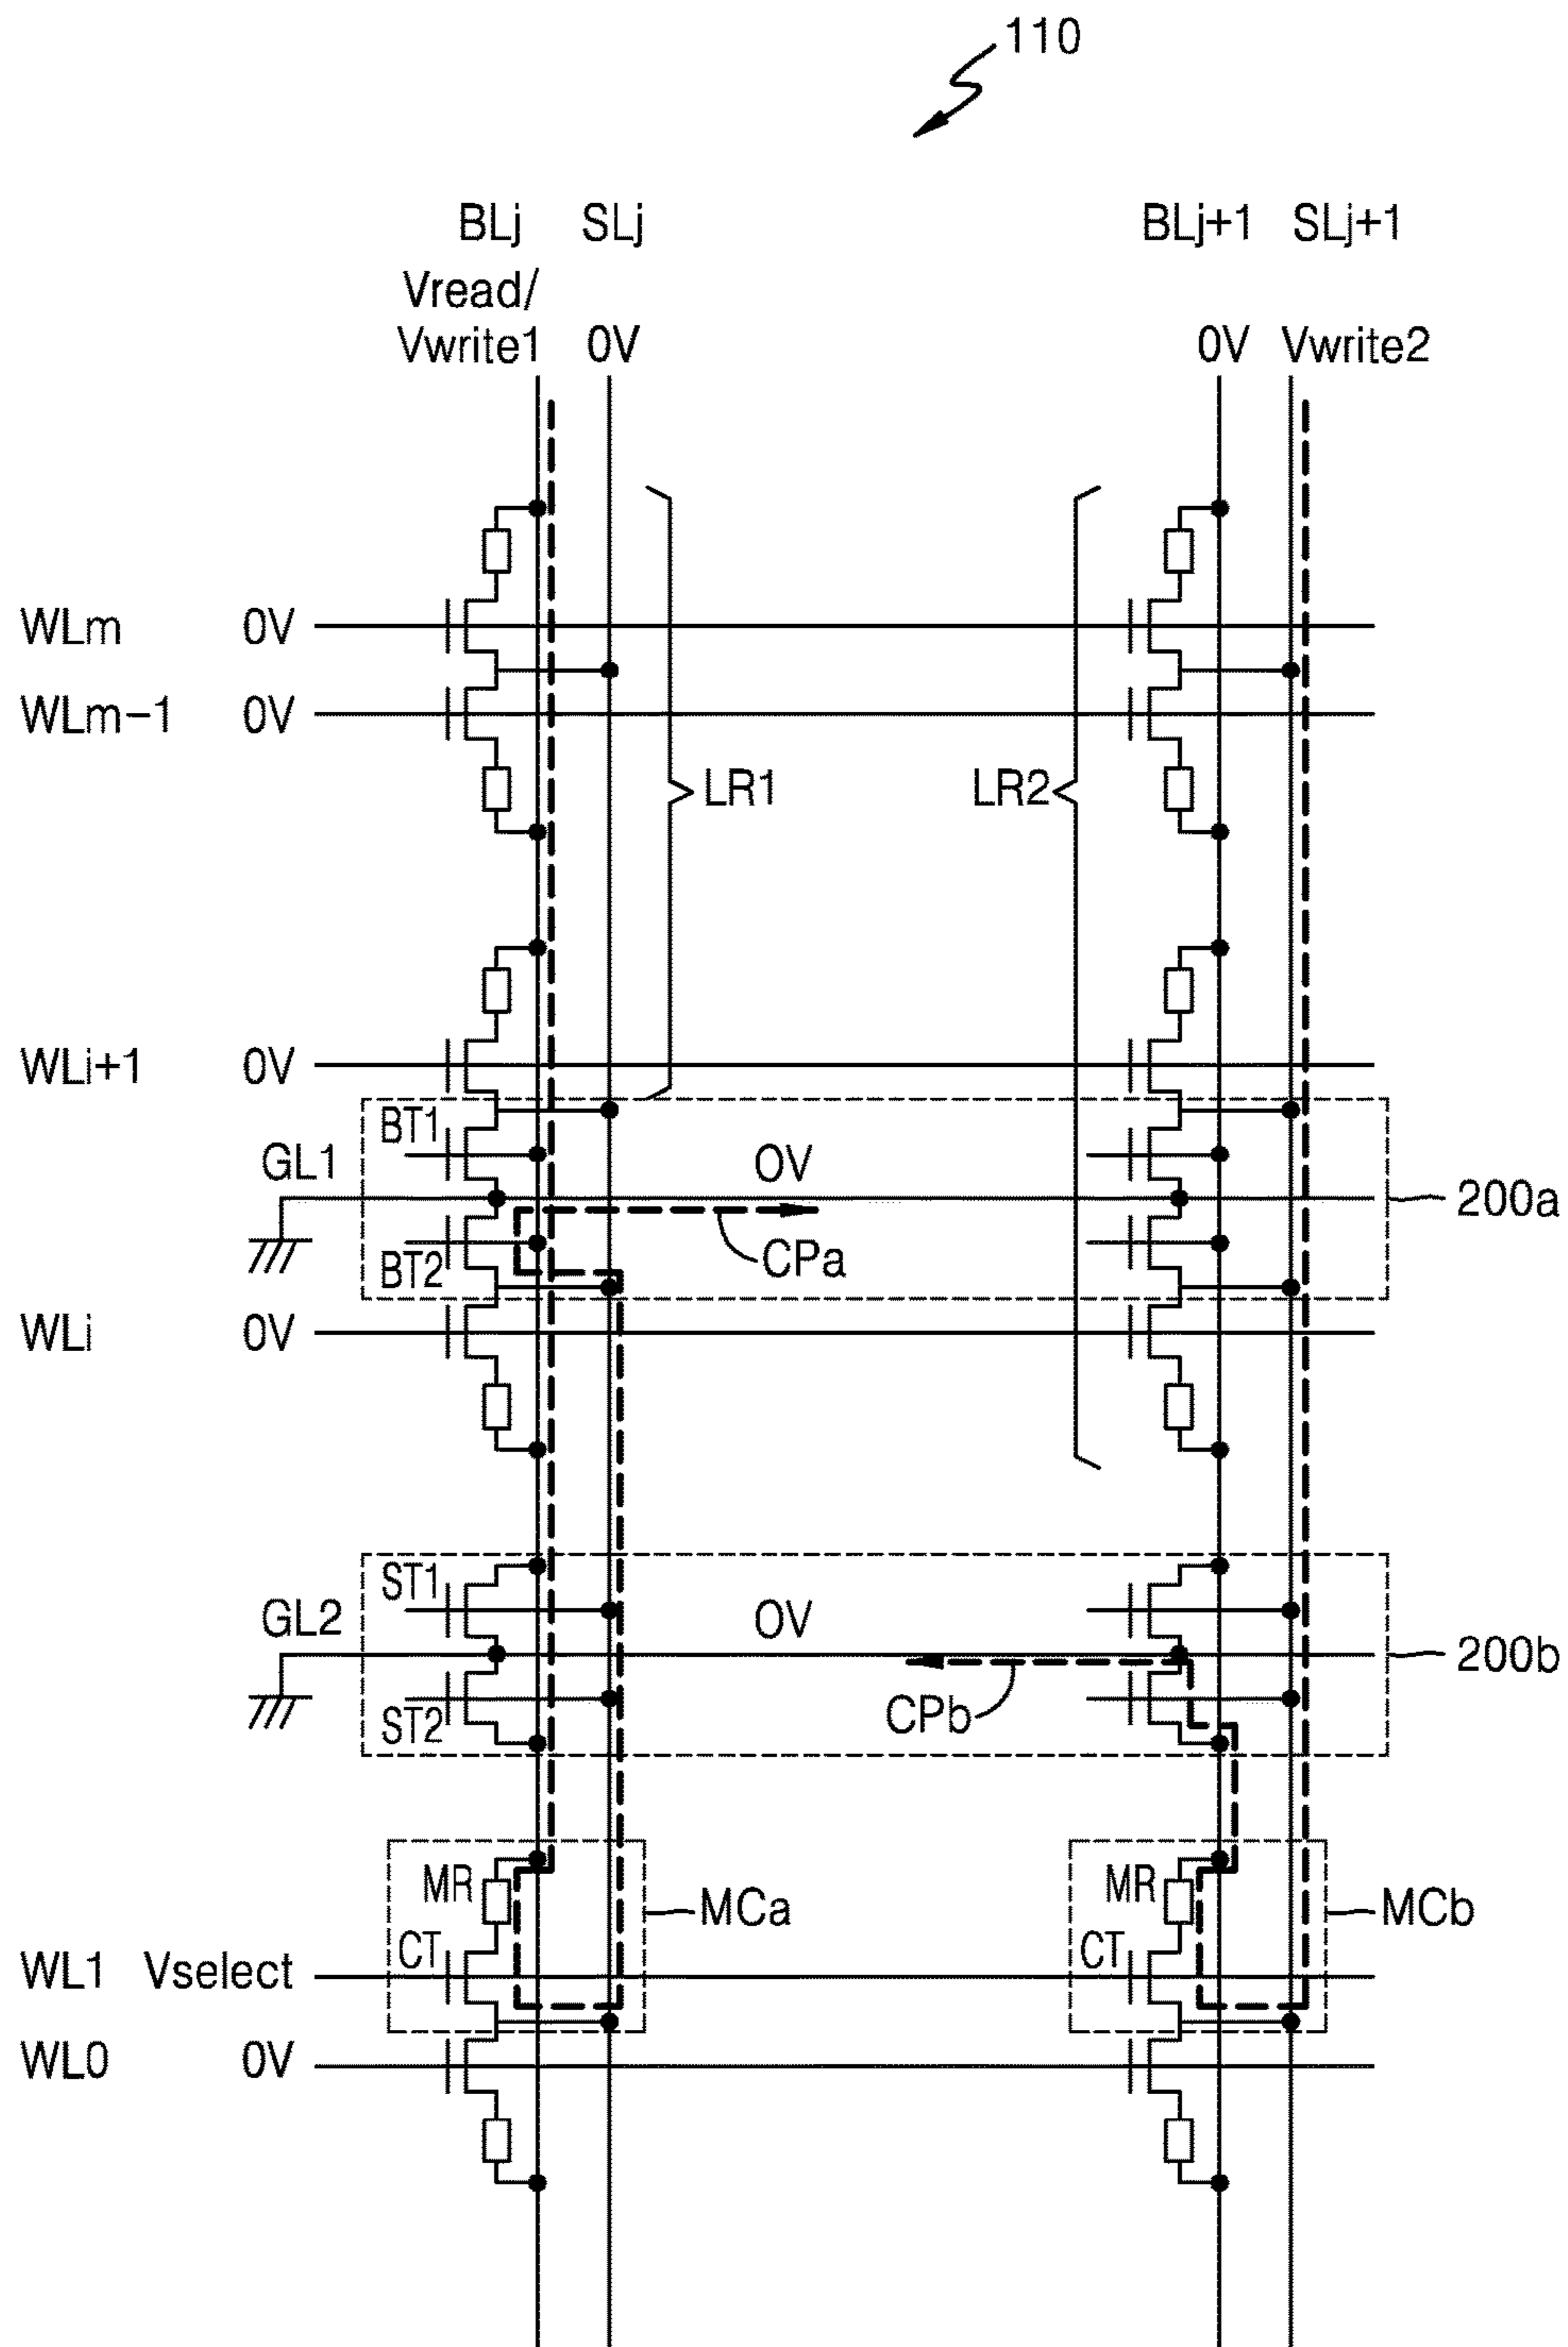 110
BLj SLj BLj+1 SLj+1
Vread/
Vwrite1 0V 0V Vwrite2
WLm 0V
WLm-1 0V
LR1 LR2
WLi+1 0V
BT1
GL1 0V
200a
CPa
BT2
WLi 0V
ST1
GL2 0V
200b
CPb
ST2
MR MCa MR MCb
CT CT
WL1 Vselect
WL0 0V